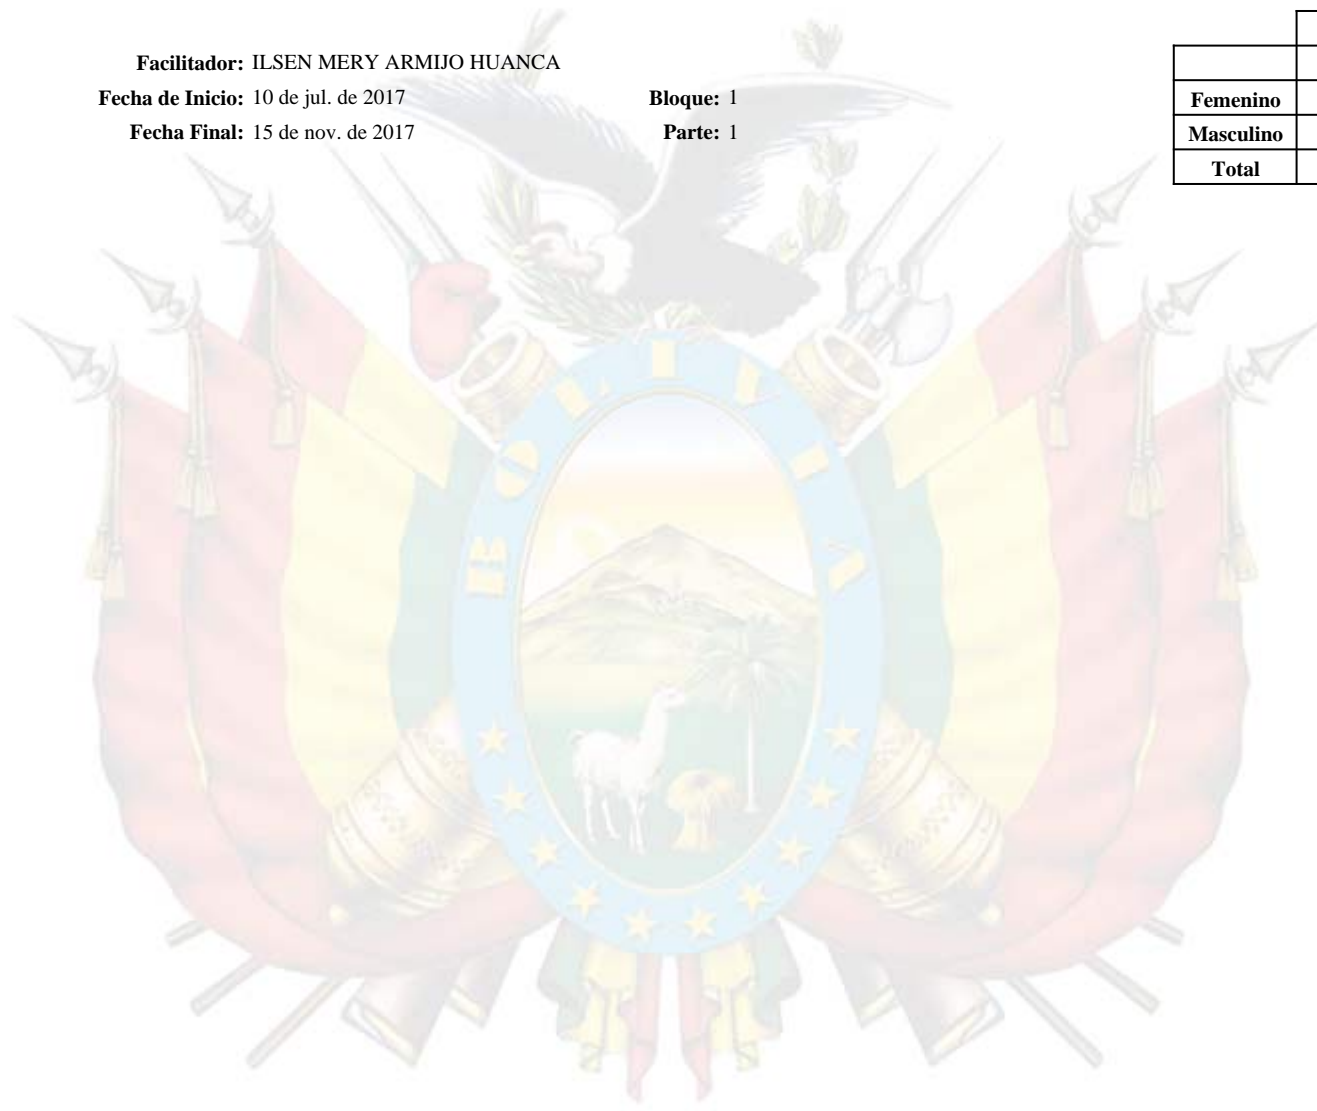 Facilitador: ILSEN MERY ARMIJO HUANCA
Fecha de Inicio: 10 de jul. de 2017 Bloque: 1
Fecha Final: 15 de nov. de 2017 Parte: 1
Femenino
Masculino
Total
BOLIVIA